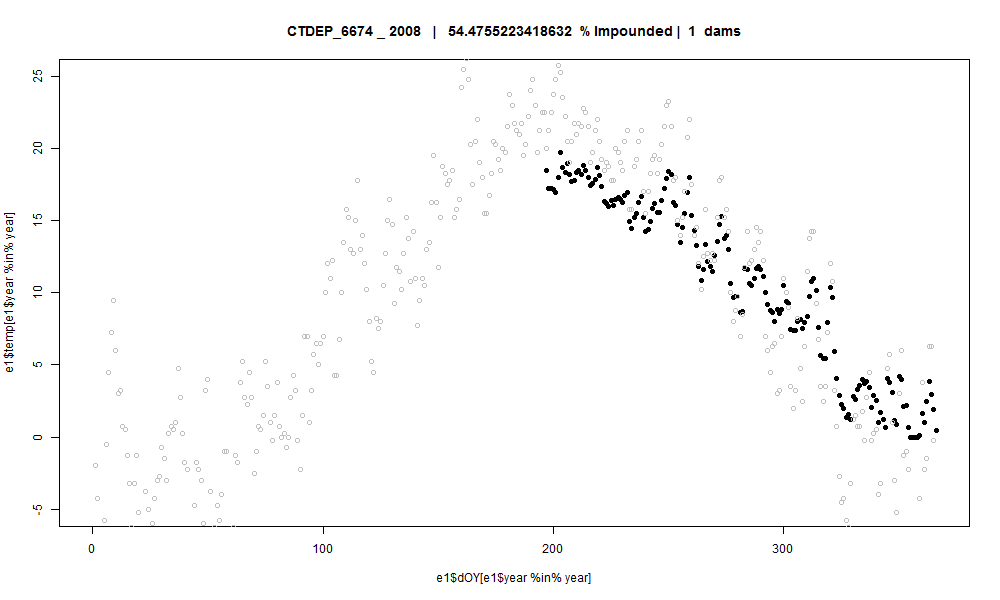 CTDEP_6674 _ 2008 | 54.4755223418632 % Impounded | 1 dams
25
20
15
10
5
0
-5
e1$temp[e1$year %in% year]
0 100 200 300
e1$dOY[e1$year %in% year]